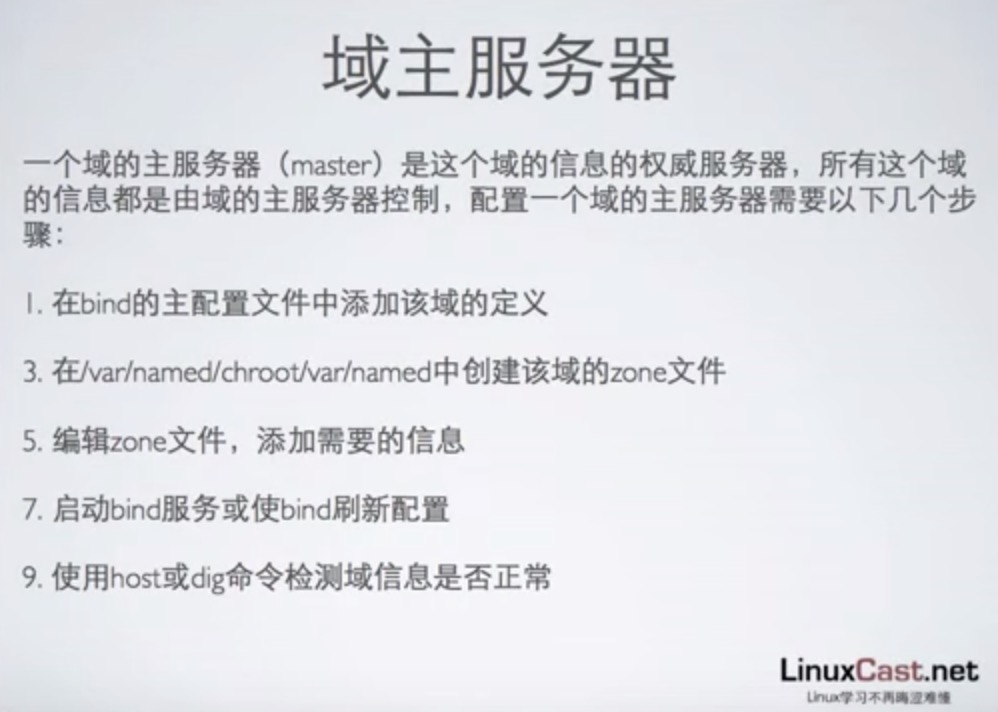 域主服务器
一个域的主服务器（master）是这个域的信息的权威服务器，所有这个域
的信息都是由域的主服务器控制，配置一个域的主服务器需要以下几个步
骤：
1. 在bind的主配置文件中添加该域的定义
3. 在/var/named/chroot/var/named中创建该域的zone文件
5. 编辑zone文件，添加需要的信息
7. 启动bind服务或使bind刷新配置
9. 使用host或dig命令检测域信息是否正常
LinuxCast.net
Linux学习不再晦涩难懂